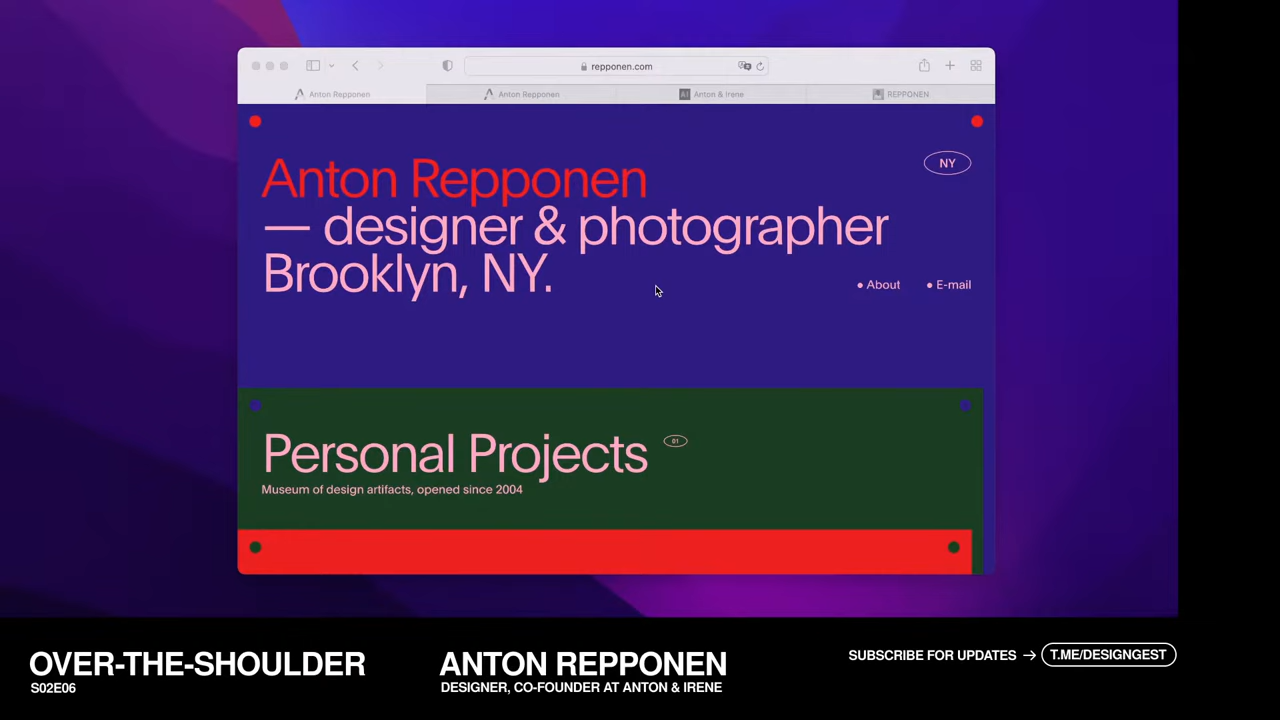 repponen.com
Anton Repponen
Anton Repponen
Anton & Irene
REPPONEN
Anton Repponen
— designer & photographer
Brooklyn, NY.
NY
• About
• E-mail
Personal Projects
01
Museum of design artifacts, opened since 2004
OVER-THE-SHOULDER
S02E06
ANTON REPPONEN
DESIGNER, CO-FOUNDER AT ANTON & IRENE
SUBSCRIBE FOR UPDATES → T.ME/DESIGNGEST